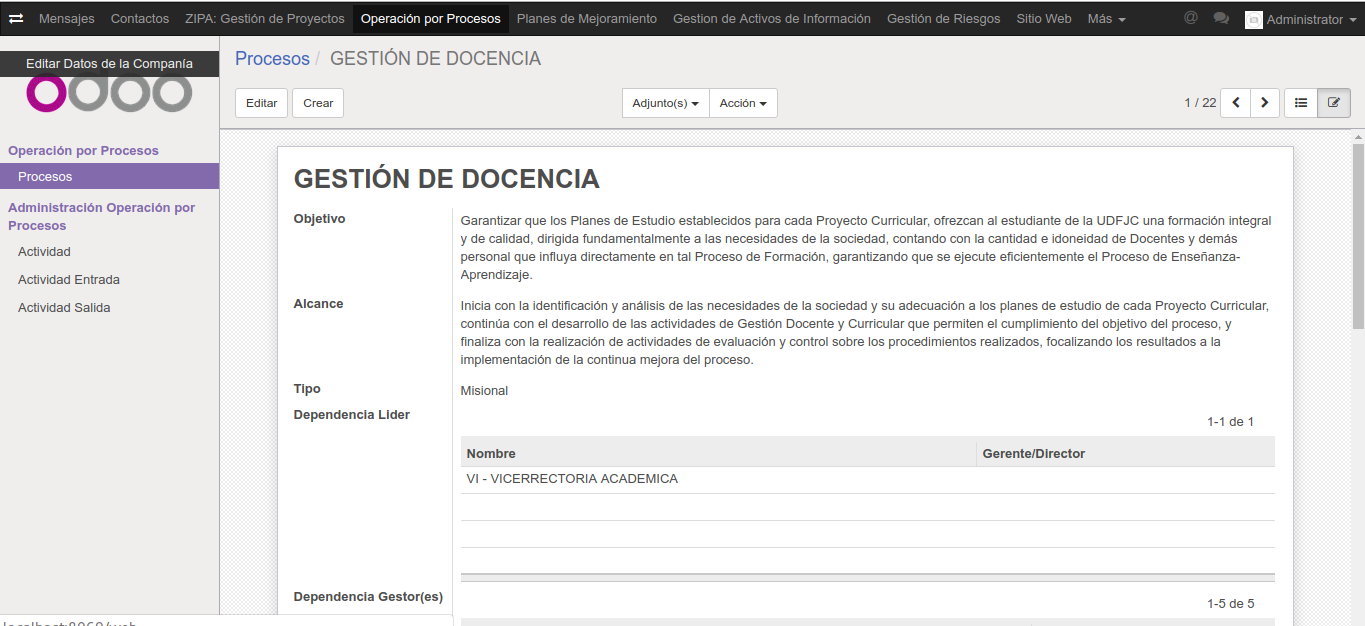 Mensajes Contactos ZIPA: Gestión de Proyectos Operación por Procesos Planes de Mejoramiento Gestion de Activos de Información Gestión de Riesgos Sitio Web Más @ Administrator
Editar Datos de la Compañía
odoo
Procesos / GESTIÓN DE DOCENCIA
Editar Crear Adjunto(s) Acción 1 / 22
Operación por Procesos
Procesos
Administración Operación por
Procesos
Actividad
Actividad Entrada
Actividad Salida
GESTIÓN DE DOCENCIA
Objetivo
Garantizar que los Planes de Estudio establecidos para cada Proyecto Curricular, ofrezcan al estudiante de la UDFJC una formación integral
y de calidad, dirigida fundamentalmente a las necesidades de la sociedad, contando con la cantidad e idoneidad de Docentes y demás
personal que influya directamente en tal Proceso de Formación, garantizando que se ejecute eficientemente el Proceso de Enseñanza-
Aprendizaje.
Alcance
Inicia con la identificación y análisis de las necesidades de la sociedad y su adecuación a los planes de estudio de cada Proyecto Curricular,
continúa con el desarrollo de las actividades de Gestión Docente y Curricular que permiten el cumplimiento del objetivo del proceso, y
finaliza con la realización de actividades de evaluación y control sobre los procedimientos realizados, focalizando los resultados a la
implementación de la continua mejora del proceso.
Tipo
Misional
Dependencia Lider
1-1 de 1
Nombre Gerente/Director
VI - VICERRECTORIA ACADEMICA
Dependencia Gestor(es)
1-5 de 5
localhost:8069/web